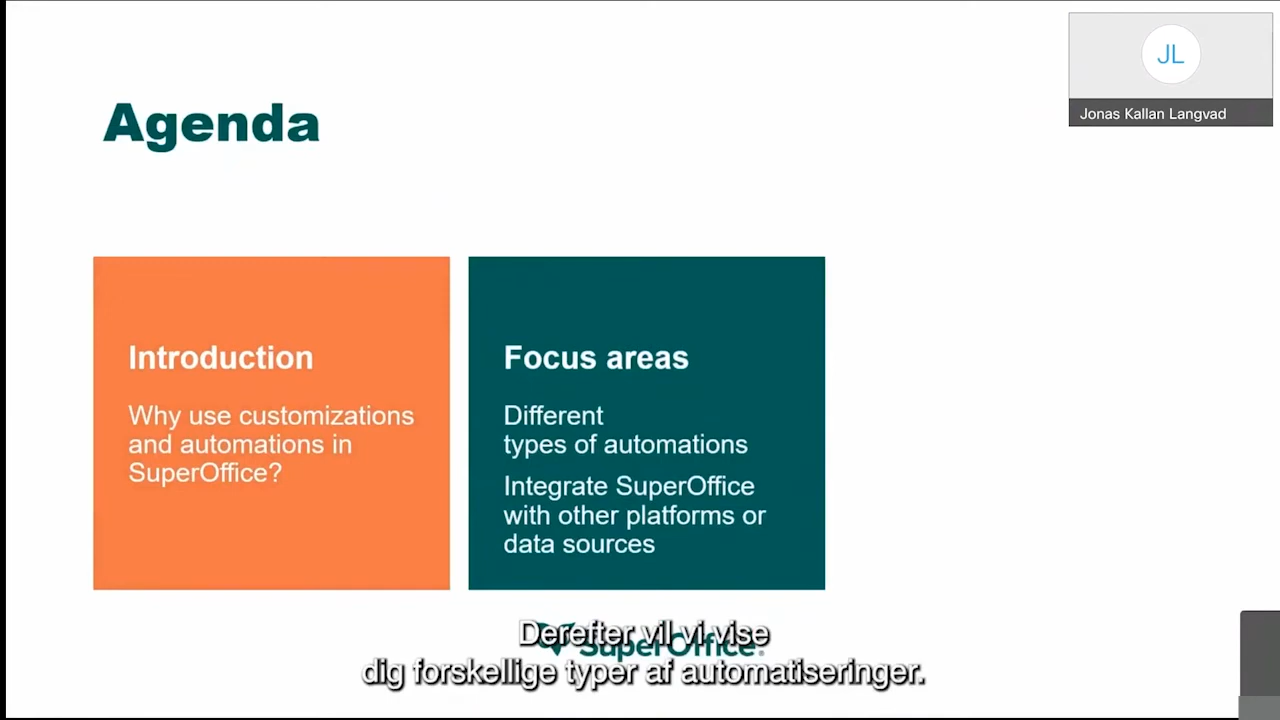 JL
Jonas Kallan Langvad
Agenda
Introduction
Why use customizations
and automations in
SuperOffice?
Focus areas
Different
types of automations
Integrate SuperOffice
with other platforms or
data sources
SuperOffice.
Derefter vil vi vise
dig forskellige typer af automatiseringer.